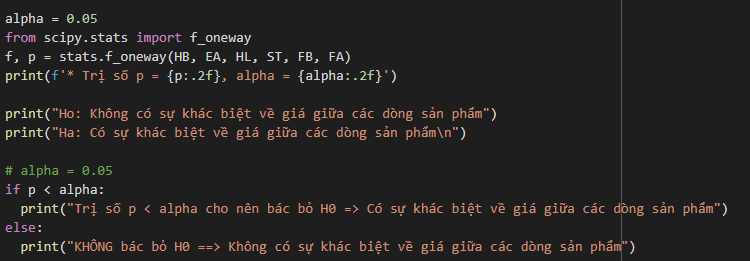 alpha = 0.05
from scipy.stats import f_oneway
f, p = stats.f_oneway(HB, EA, HL, ST, FB, FA)
print(f'* Trị số p = {p:.2f}, alpha = {alpha:.2f}')
print("Ho: Không có sự khác biệt về giá giữa các dòng sản phẩm")
print("Ha: Có sự khác biệt về giá giữa các dòng sản phẩm\n")
# alpha = 0.05
if p < alpha:
  print("Trị số p < alpha cho nên bác bỏ H0 => Có sự khác biệt về giá giữa các dòng sản phẩm")
else:
  print("KHÔNG bác bỏ H0 ==> Không có sự khác biệt về giá giữa các dòng sản phẩm")